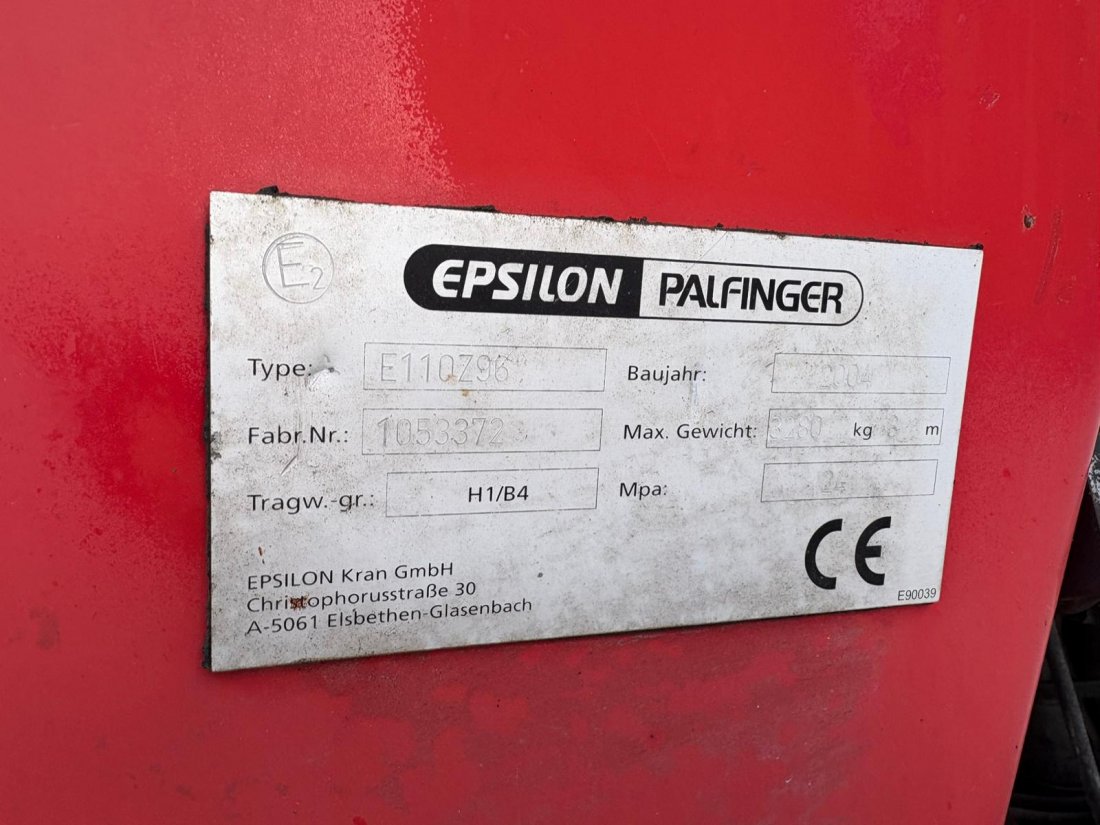 E2
EPSILON PALFINGER
Type: E110Z96
Baujahr: 2004
Fabr.Nr.: 1053372
Max. Gewicht: kg m
Tragw.-gr.: H1/B4
Mpa: 24
EPSILON Kran GmbH
Christophorusstraße 30
A-5061 Elsbethen-Glasenbach
CE
E90039